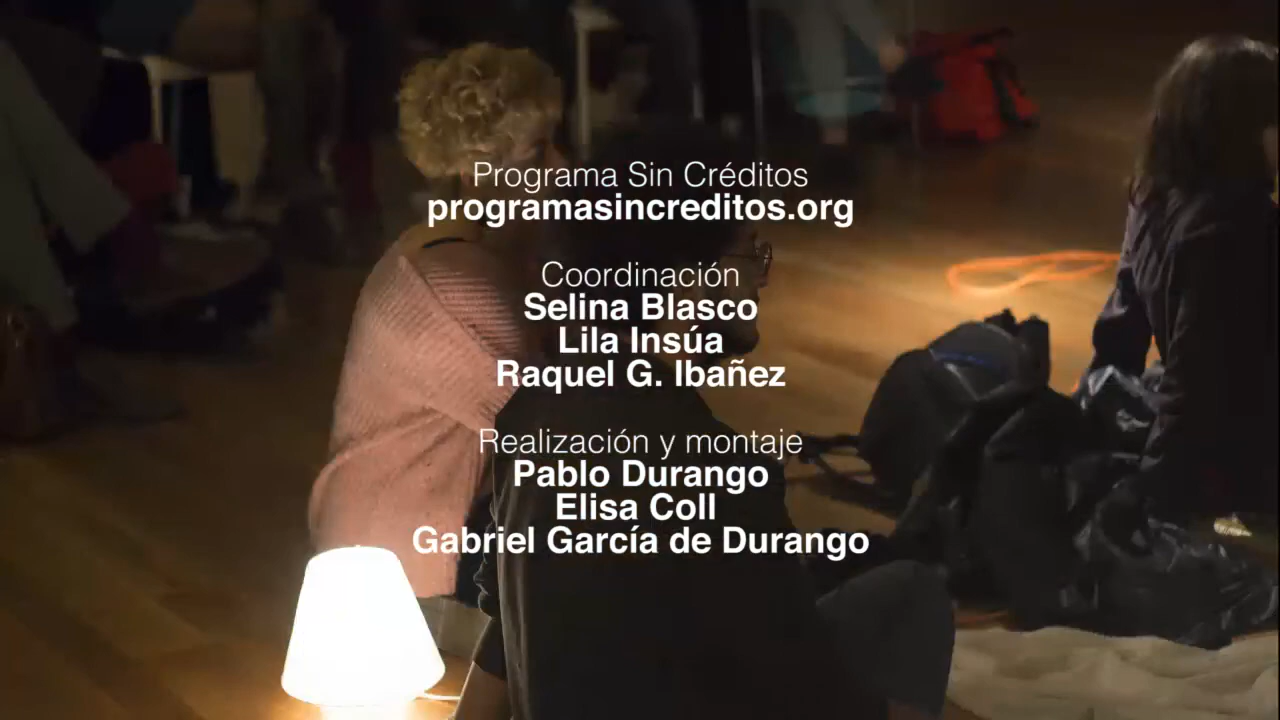 Programa Sin Créditos
programasincreditos.org
Coordinación
Selina Blasco
Lila Insúa
Raquel G. Ibañez
Realización y montaje
Pablo Durango
Elisa Coll
Gabriel García de Durango